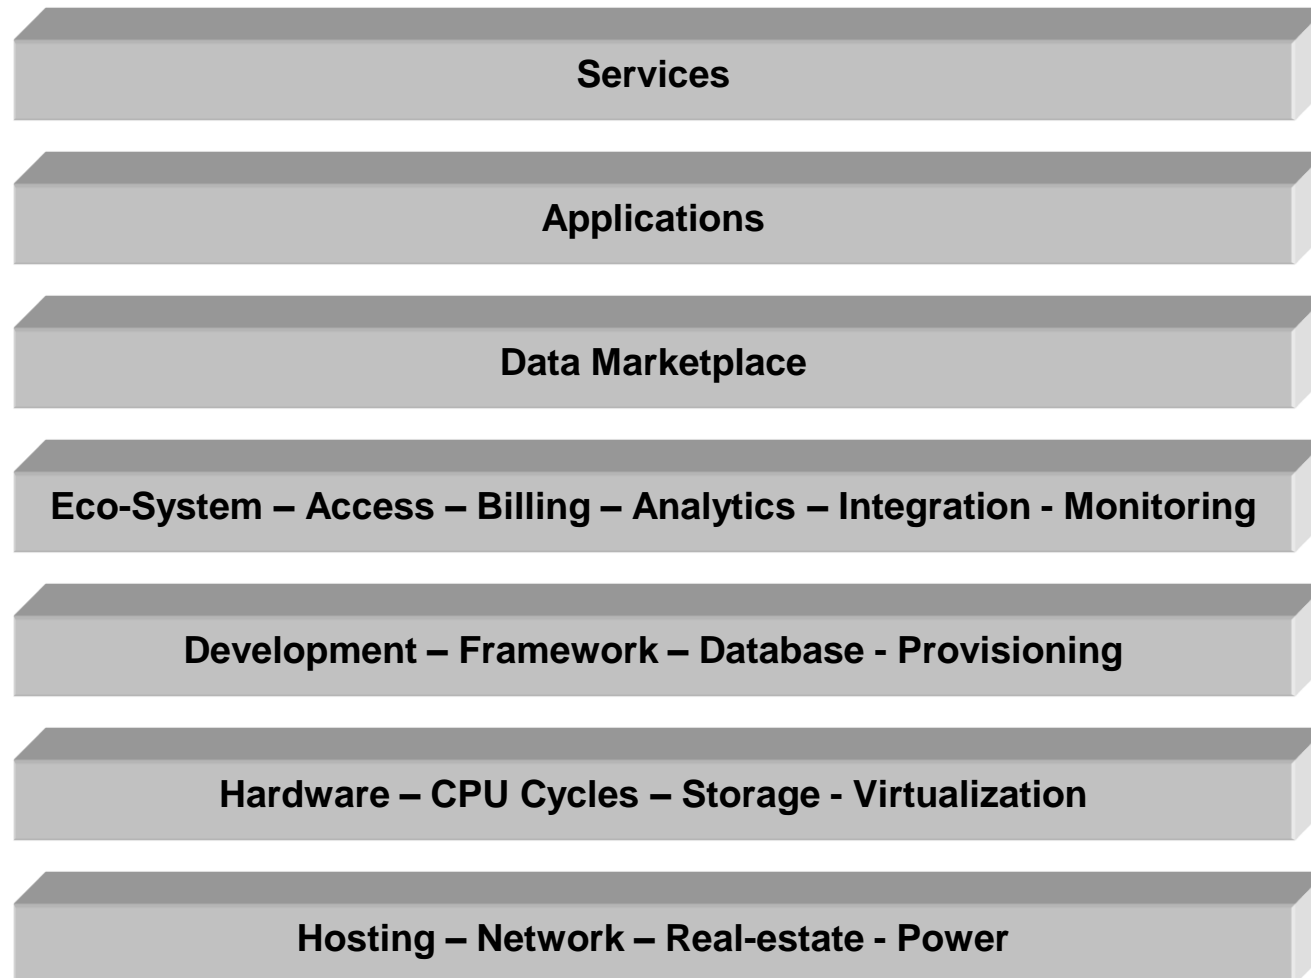 Services
Applications
Data Marketplace
Eco-System – Access – Billing – Analytics – Integration - Monitoring
Development – Framework – Database - Provisioning
Hardware – CPU Cycles – Storage - Virtualization
Hosting – Network – Real-estate - Power